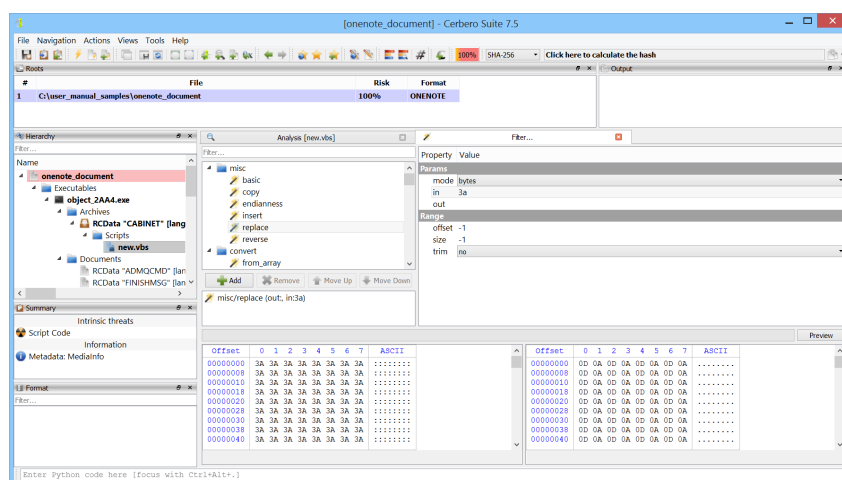 [onenote_document] - Cerbero Suite 7.5
File Navigation Actions Views Tools Help
100% SHA-256 Click here to calculate the hash
Roots
# File Risk Format
1 C:\user_manual_samples\onenote_document 100% ONENOTE
Output
Hierarchy
Filter...
Name
onenote_document
Executables
object_2AA4.exe
Archives
RCData "CABINET" [lang
Scripts
new.vbs
Documents
RCData "ADMQCMD" [lan
RCData "FINISHMSG" [lan
Summary
Intrinsic threats
Script Code
Information
Metadata: MediaInfo
Format
Filter...
Analysis [new.vbs]
Filter...
misc
basic
copy
endianness
insert
replace
reverse
convert
from_array
Add Remove Move Up Move Down
misc/replace (out:, in:3a)
Filter...
Property Value
Params
mode bytes
in 3a
out
Range
offset -1
size -1
trim no
Preview
Offset 0 1 2 3 4 5 6 7 ASCII
00000000 3A 3A 3A 3A 3A 3A 3A 3A ::::::::
00000008 3A 3A 3A 3A 3A 3A 3A 3A ::::::::
00000010 3A 3A 3A 3A 3A 3A 3A 3A ::::::::
00000018 3A 3A 3A 3A 3A 3A 3A 3A ::::::::
00000020 3A 3A 3A 3A 3A 3A 3A 3A ::::::::
00000028 3A 3A 3A 3A 3A 3A 3A 3A ::::::::
00000030 3A 3A 3A 3A 3A 3A 3A 3A ::::::::
00000038 3A 3A 3A 3A 3A 3A 3A 3A ::::::::
00000040 3A 3A 3A 3A 3A 3A 3A 3A ::::::::
Offset 0 1 2 3 4 5 6 7 ASCII
00000000 0D 0A 0D 0A 0D 0A 0D 0A ........
00000008 0D 0A 0D 0A 0D 0A 0D 0A ........
00000010 0D 0A 0D 0A 0D 0A 0D 0A ........
00000018 0D 0A 0D 0A 0D 0A 0D 0A ........
00000020 0D 0A 0D 0A 0D 0A 0D 0A ........
00000028 0D 0A 0D 0A 0D 0A 0D 0A ........
00000030 0D 0A 0D 0A 0D 0A 0D 0A ........
00000038 0D 0A 0D 0A 0D 0A 0D 0A ........
00000040 0D 0A 0D 0A 0D 0A 0D 0A ........
Enter Python code here [focus with Ctrl+Alt+.]